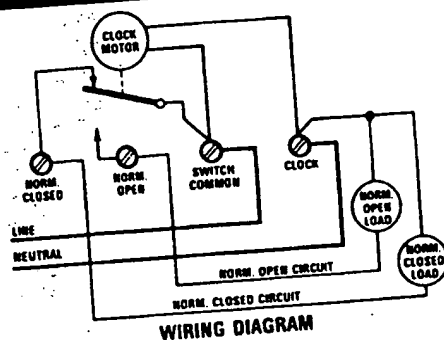 CLOCK
MOTOR
NORM.
CLOSED
NORM.
OPEN
SWITCH
COMMON
CLOCK
NORM.
OPEN
LOAD
NORM.
CLOSED
LOAD
LINE
NEUTRAL
NORM. OPEN CIRCUIT
NORM. CLOSED CIRCUIT
WIRING DIAGRAM